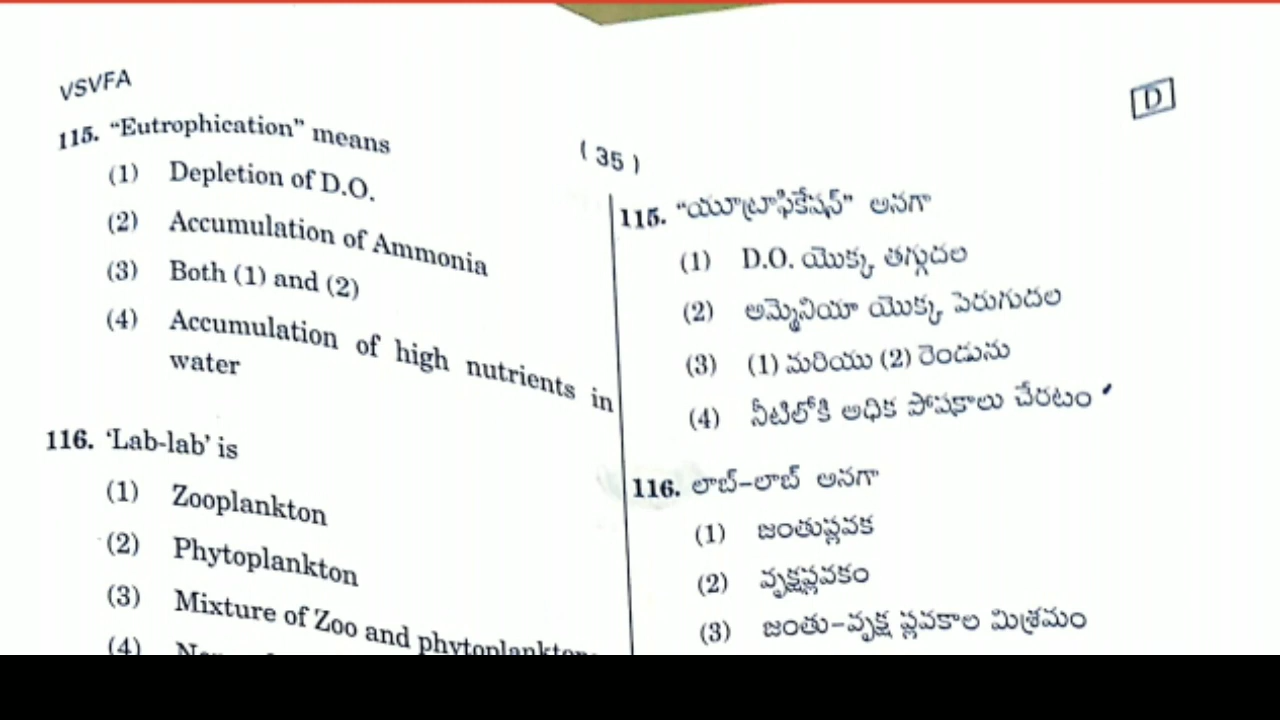 VSVFA
D
( 35 )
115. “Eutrophication” means
(1) Depletion of D.O.
(2) Accumulation of Ammonia
(3) Both (1) and (2)
(4) Accumulation of high nutrients in
water
116. ‘Lab-lab’ is
(1) Zooplankton
(2) Phytoplankton
(3) Mixture of Zoo and phytoplankton
(4)
115. “యూట్రాఫికేషన్” అనగా
(1) D.O. యొక్క తగ్గుదల
(2) అమ్మోనియా యొక్క పెరుగుదల
(3) (1) మరియు (2) రెండును
(4) నీటిలోకి అధిక పోషకాలు చేరటం
116. లాబ్-లాబ్ అనగా
(1) జంతుప్లవక
(2) వృక్షప్లవకం
(3) జంతు-వృక్ష ప్లవకాల మిశ్రమం